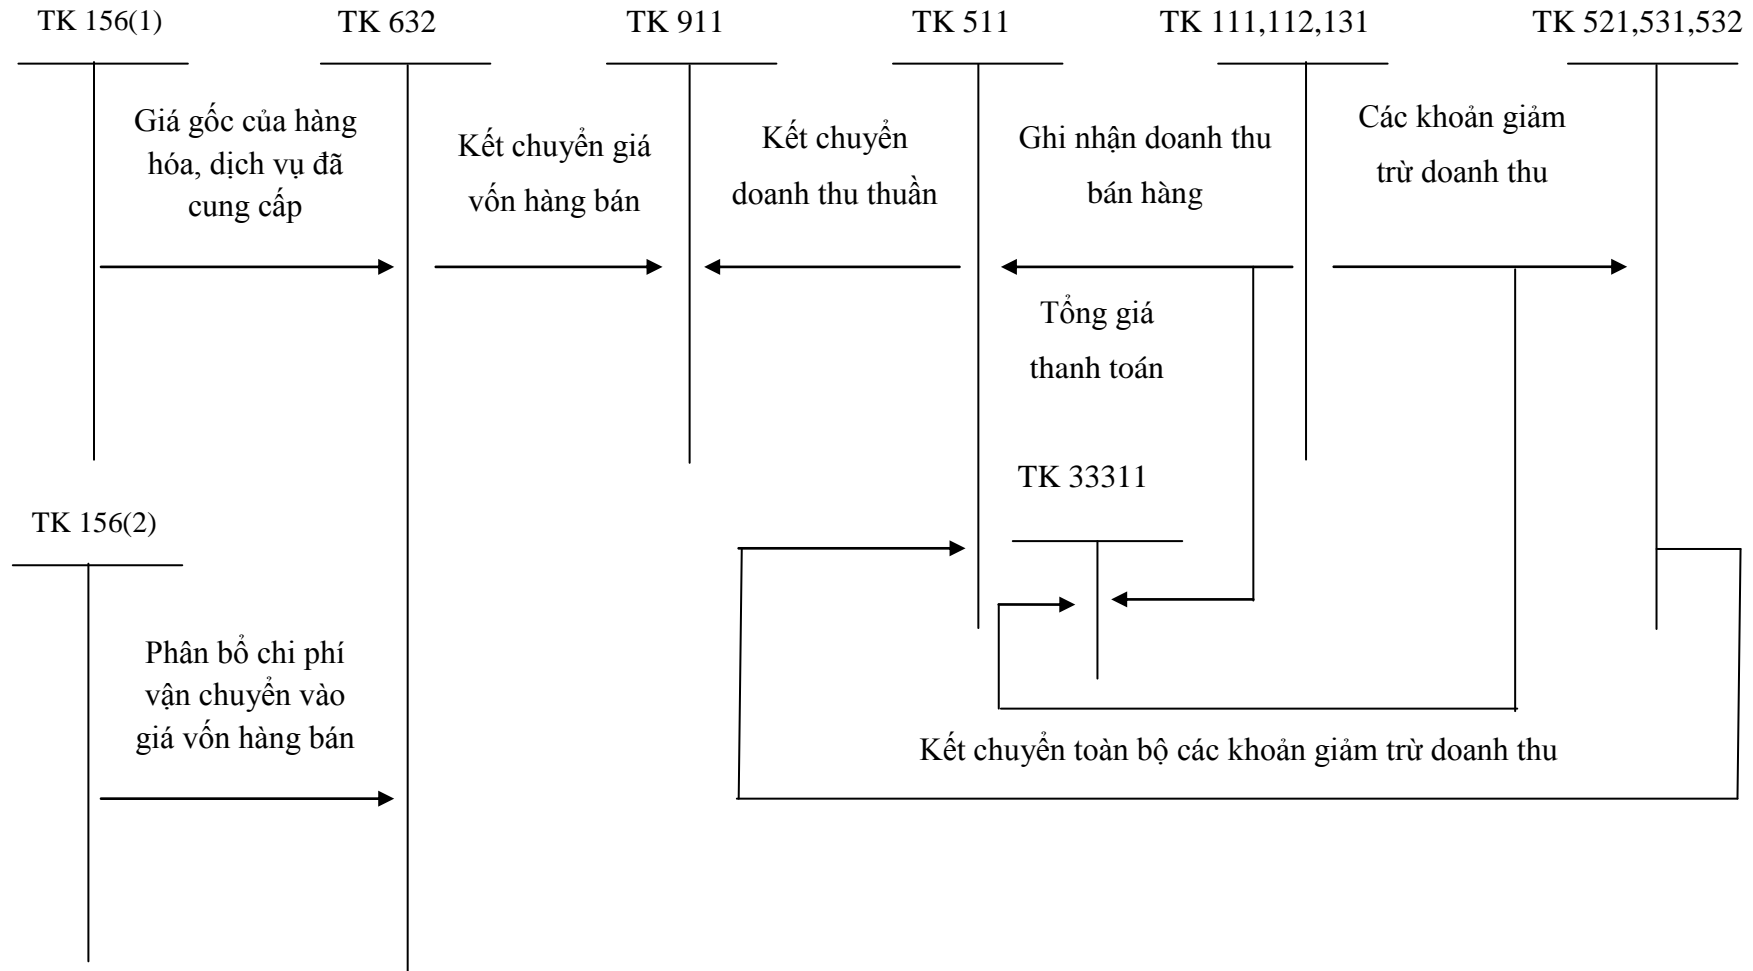 TK 156(1)
TK 632
TK 911
TK 511
TK 111,112,131
TK 521,531,532
Giá gốc của hàng
hóa, dịch vụ đã
cung cấp
Kết chuyển giá
vốn hàng bán
Kết chuyển
doanh thu thuần
Ghi nhận doanh thu
bán hàng
Các khoản giảm
trừ doanh thu
Tổng giá
thanh toán
TK 33311
TK 156(2)
Phân bổ chi phí
vận chuyển vào
giá vốn hàng bán
Kết chuyển toàn bộ các khoản giảm trừ doanh thu